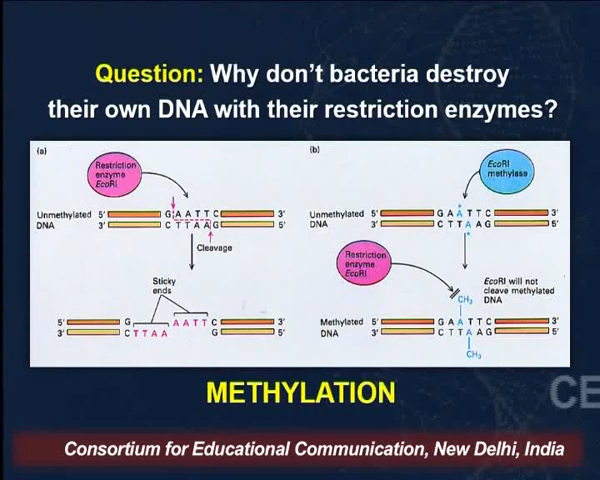 Question: Why don't bacteria destroy
their own DNA with their restriction enzymes?
(a)
Restriction
enzyme
EcoRI
Unmethylated
DNA
5′ G A A T T C 3′
3′ C T T A A G 5′
Cleavage
Sticky
ends
5′ G A A T T C 3′
3′ C T T A A G 5′
(b)
EcoRI
methylase
Unmethylated
DNA
5′ G A A T T C 3′
3′ C T T A A G 5′
Restriction
enzyme
EcoRI
EcoRI will not
cleave methylated
DNA
CH3
Methylated
DNA
5′ G A A T T C 3′
3′ C T T A A G 5′
CH3
METHYLATION
CE
Consortium for Educational Communication, New Delhi, India